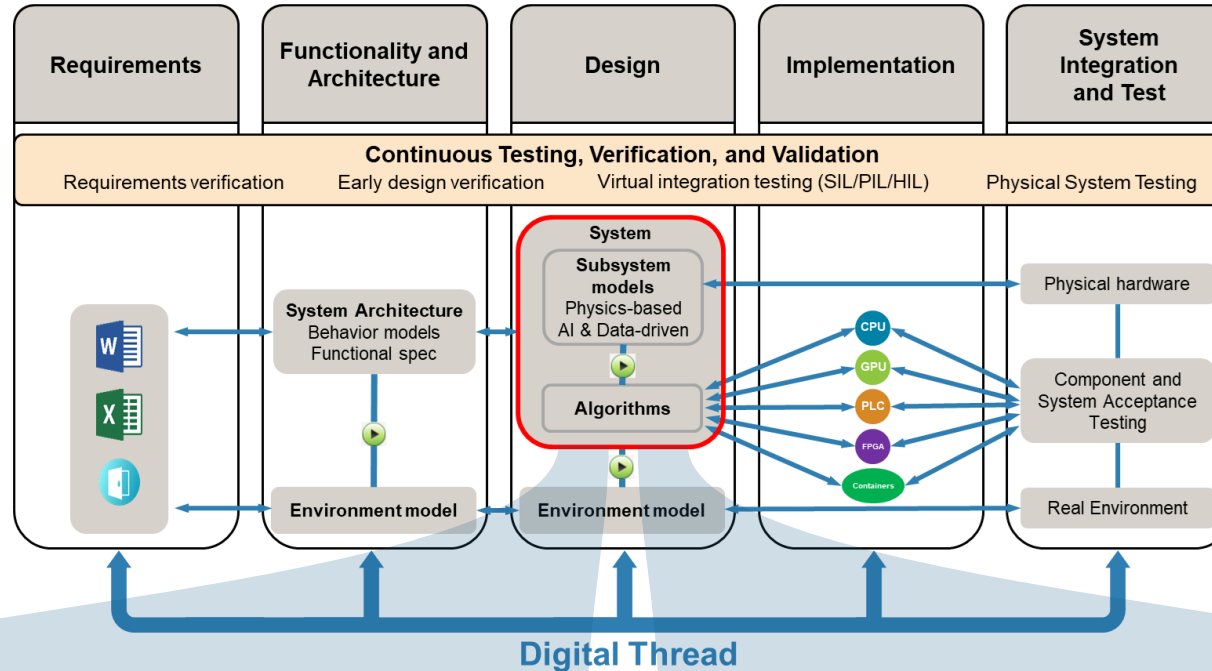 Requirements
Functionality and
Architecture
Design
Implementation
System
Integration
and Test
Continuous Testing, Verification, and Validation
Requirements verification
Early design verification
Virtual integration testing (SIL/PIL/HIL)
Physical System Testing
W
X
System Architecture
Behavior models
Functional spec
Environment model
System
Subsystem
models
Physics-based
AI & Data-driven
Algorithms
Environment model
CPU
GPU
PLC
FPGA
Containers
Physical hardware
Component and
System Acceptance
Testing
Real Environment
Digital Thread